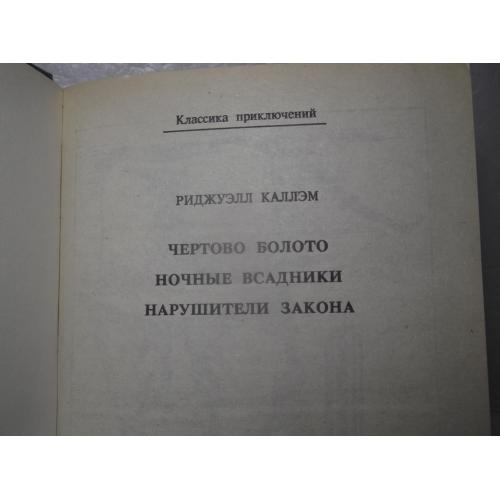 Классика приключений
РИДЖУЭЛЛ КАЛЛЭМ
ЧЕРТОВО БОЛОТО
НОЧНЫЕ ВСАДНИКИ
НАРУШИТЕЛИ ЗАКОНА